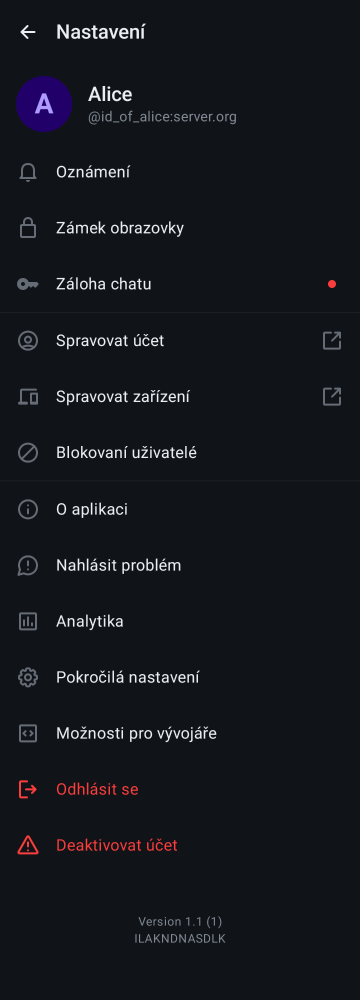 Nastavení
A
Alice
@id_of_alice:server.org
Oznámení
Zámek obrazovky
Záloha chatu
Spravovat účet
Spravovat zařízení
Blokovaní uživatelé
O aplikaci
Nahlásit problém
Analytika
Pokročilá nastavení
Možnosti pro vývojáře
Odhlásit se
Deaktivovat účet
Version 1.1 (1)
ILAKNDNASDLK